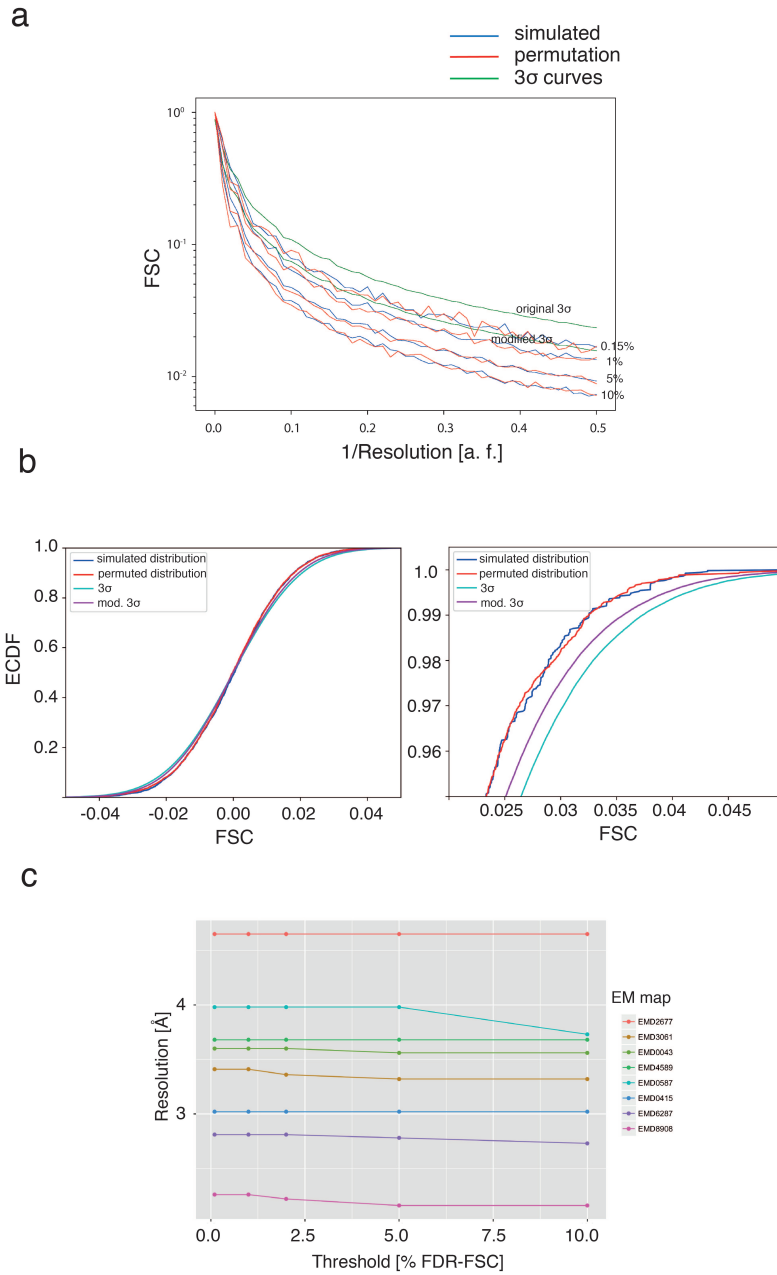 a
simulated
permutation
3σ curves
10⁰
10⁻¹
10⁻²
FSC
original 3σ
modified 3σ
0.15%
1%
5%
10%
0.0
0.1
0.2
0.3
0.4
0.5
1/Resolution [a. f.]
b
simulated distribution
permuted distribution
3σ
mod. 3σ
1.0
0.8
0.6
0.4
0.2
ECDF
-0.04
-0.02
0.00
0.02
0.04
FSC
simulated distribution
permuted distribution
3σ
mod. 3σ
1.0
0.99
0.98
0.97
0.96
0.025
0.03
0.035
0.04
0.045
FSC
c
4
3
Resolution [Å]
0.0
2.5
5.0
7.5
10.0
Threshold [% FDR-FSC]
EM map
EMD2677
EMD3061
EMD0043
EMD4589
EMD0587
EMD0415
EMD6287
EMD8908